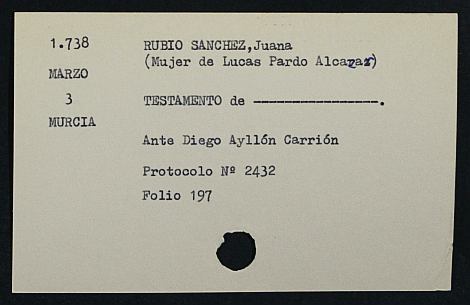 1.738
RUBIO SANCHEZ,Juana
(Mujer de Lucas Pardo Alcazar)
MARZO
3
TESTAMENTO de ----------------.
MURCIA
Ante Diego Ayllón Carrión
Protocolo Nº 2432
Folio 197